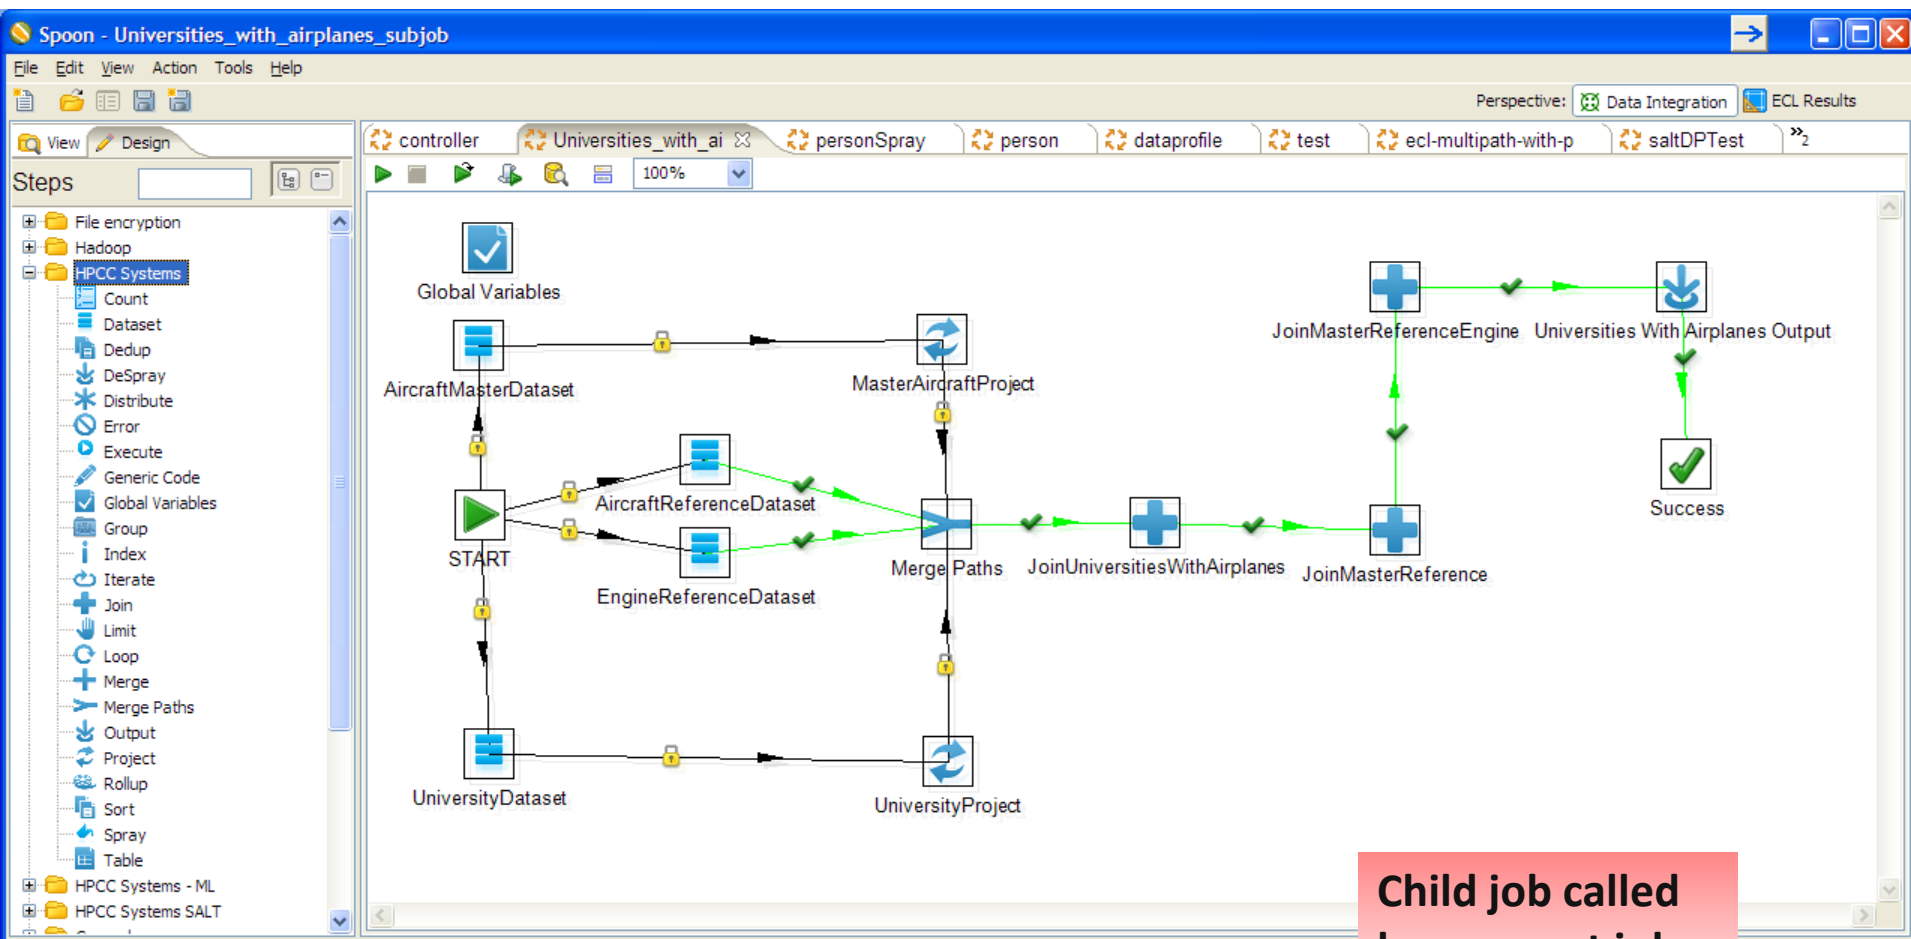 Spoon - Universities_with_airplanes_subjob
File Edit View Action Tools Help
Perspective: Data Integration ECL Results
View Design
controller Universities_with_ai personSpray person dataprofile test ecl-multipath-with-p saltDPTest »2
Steps
100%
File encryption
Hadoop
HPCC Systems
Count
Dataset
Dedup
DeSpray
Distribute
Error
Execute
Generic Code
Global Variables
Group
Index
Iterate
Join
Limit
Loop
Merge
Merge Paths
Output
Project
Rollup
Sort
Spray
Table
HPCC Systems - ML
HPCC Systems SALT
Global Variables
AircraftMasterDataset
MasterAircraftProject
JoinMasterReferenceEngine
Universities With Airplanes Output
AircraftReferenceDataset
START
EngineReferenceDataset
Merge Paths
JoinUniversitiesWithAirplanes
JoinMasterReference
Success
UniversityDataset
UniversityProject
Child job called